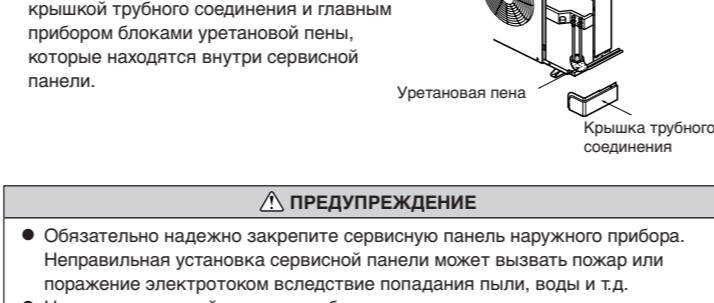 крышкой трубного соединения и главным
прибором блоками уретановой пены,
которые находятся внутри сервисной
панели.
Уретановая пена
Крышка трубного
соединения
ПРЕДУПРЕЖДЕНИЕ
● Обязательно надежно закрепите сервисную панель наружного прибора.
Неправильная установка сервисной панели может вызвать пожар или
поражение электротоком вследствие попадания пыли, воды и т.д.